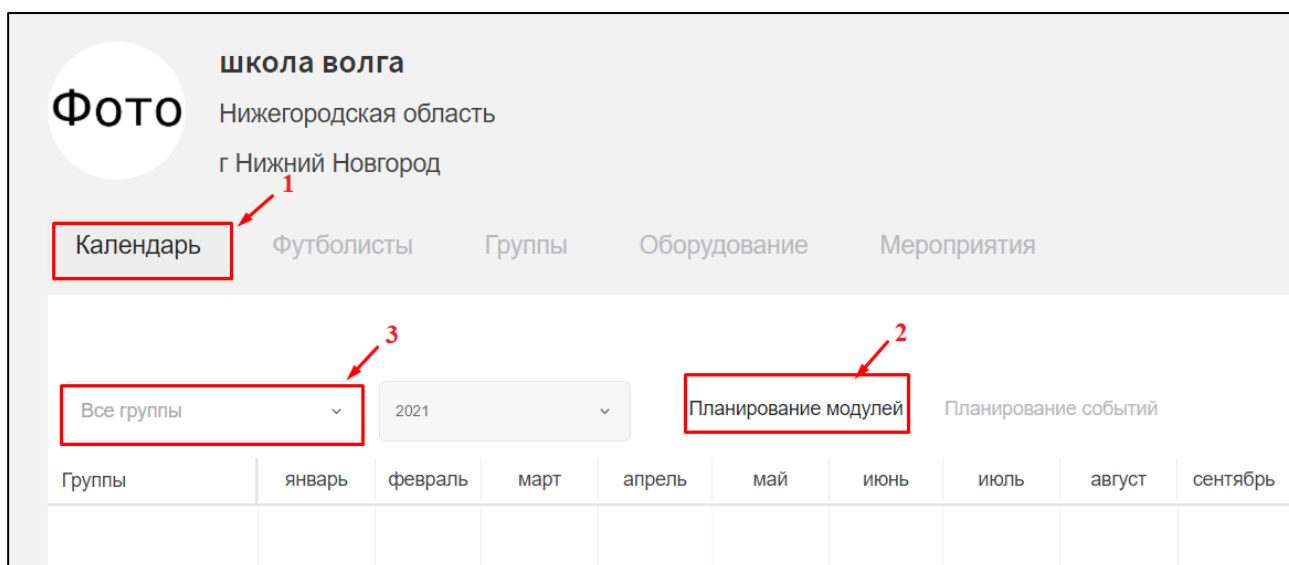 школа волга
Фото
Нижегородская область
г Нижний Новгород
1
Календарь Футболисты Группы Оборудование Мероприятия
3 2
Все группы 2021 Планирование модулей Планирование событий
Группы январь февраль март апрель май июнь июль август сентябрь